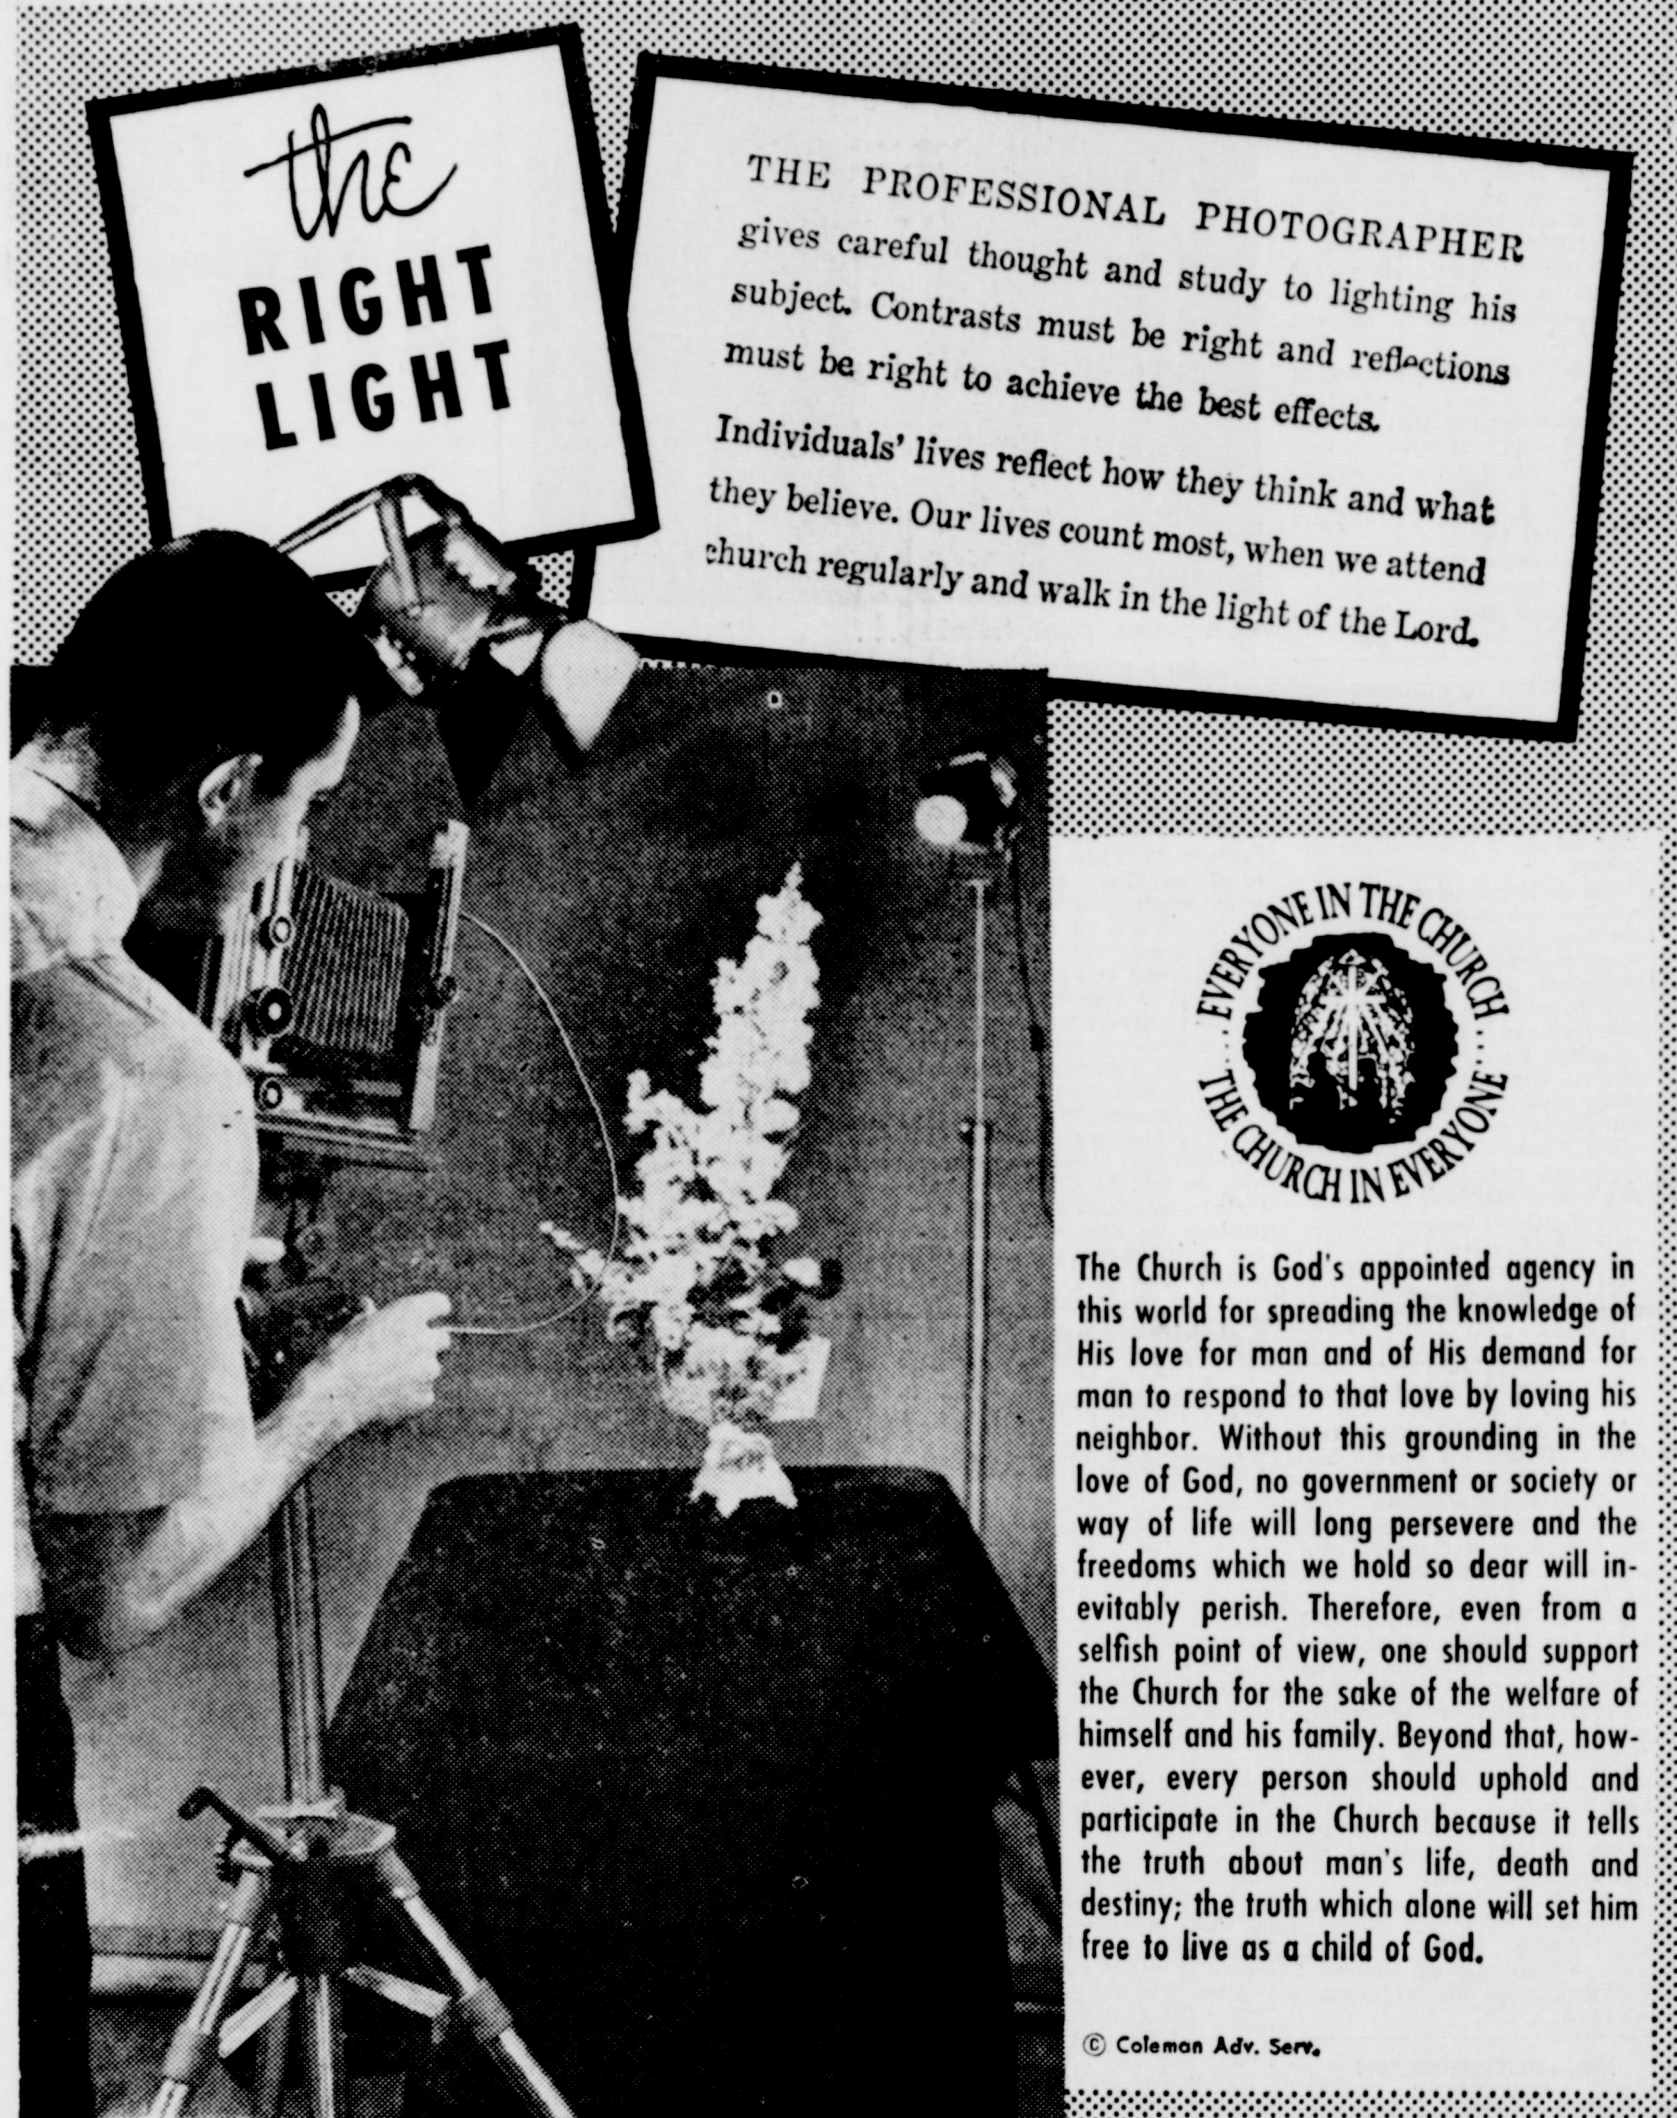 the
RIGHT
LIGHT
THE PROFESSIONAL PHOTOGRAPHER
gives careful thought and study to lighting his
subject. Contrasts must be right and reflections
must be right to achieve the best effects.
Individuals' lives reflect how they think and what
they believe. Our lives count most, when we attend
church regularly and walk in the light of the Lord.
EVERYONE IN THE CHURCH...
THE CHURCH IN EVERYONE...
The Church is God's appointed agency in
this world for spreading the knowledge of
His love for man and of His demand for
man to respond to that love by loving his
neighbor. Without this grounding in the
love of God, no government or society or
way of life will long persevere and the
freedoms which we hold so dear will in-
evitably perish. Therefore, even from a
selfish point of view, one should support
the Church for the sake of the welfare of
himself and his family. Beyond that, how-
ever, every person should uphold and
participate in the Church because it tells
the truth about man's life, death and
destiny; the truth which alone will set him
free to live as a child of God.
© Coleman Adv. Serv.